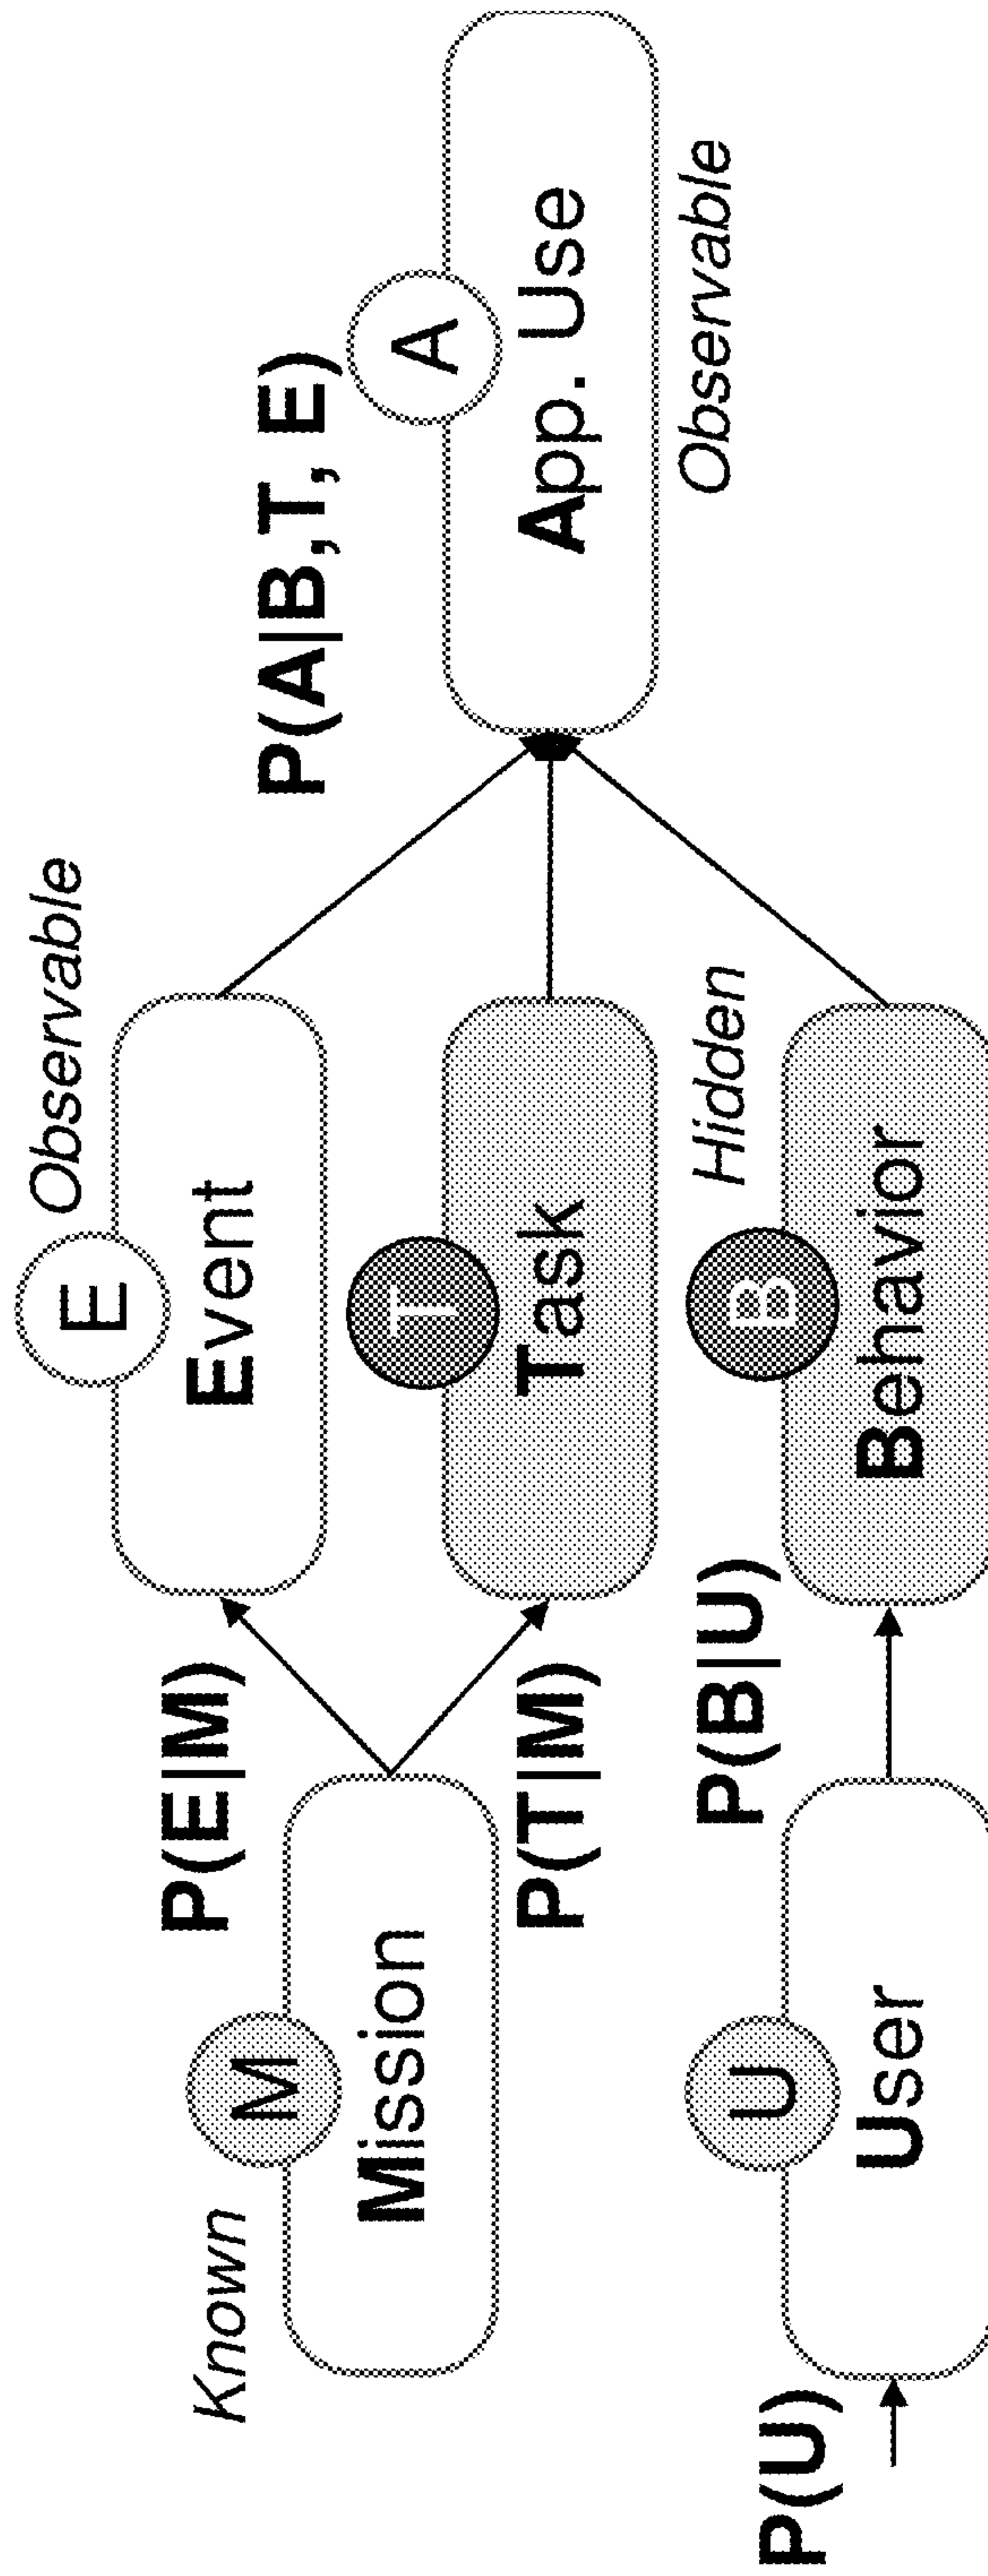 Known
M
Mission
P(E|M)
P(T|M)
P(U)
U
User
P(B|U)
Observable
E
Event
T
Task
Hidden
B
Behavior
P(A|B,T, E)
A
App. Use
Observable